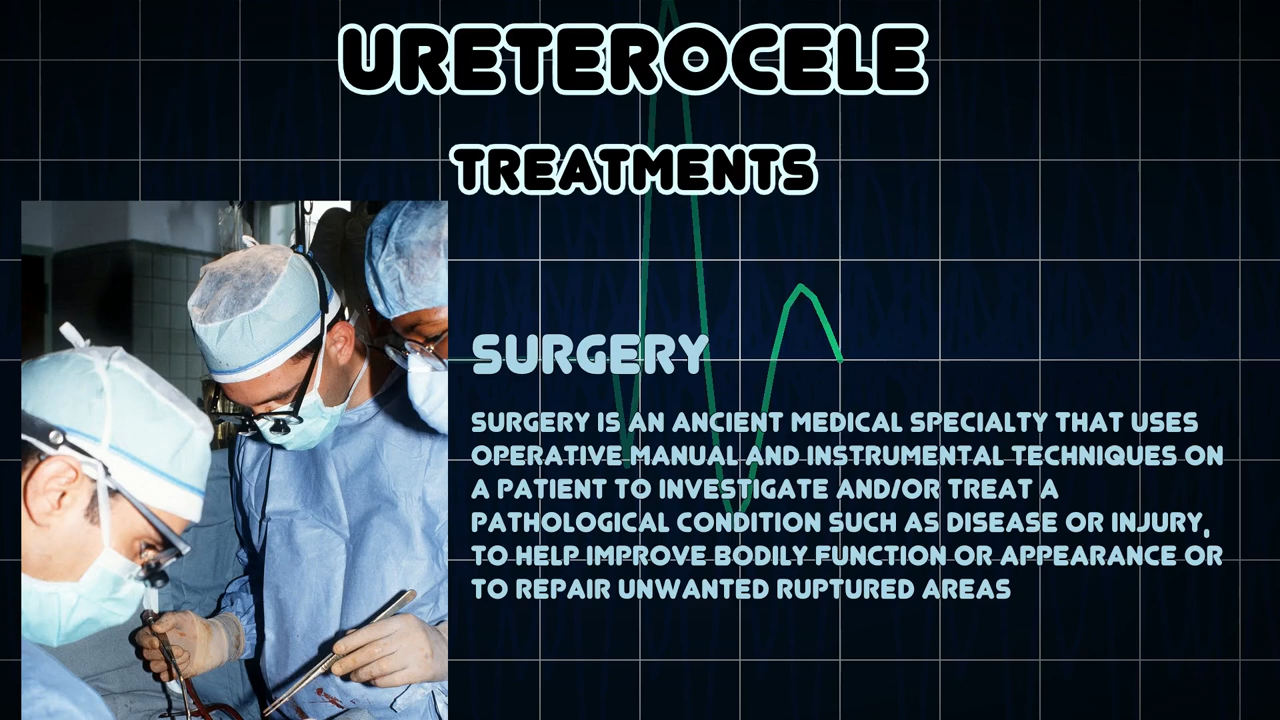 URETEROCELE
TREATMENTS
SURGERY
SURGERY IS AN ANCIENT MEDICAL SPECIALTY THAT USES
OPERATIVE MANUAL AND INSTRUMENTAL TECHNIQUES ON
A PATIENT TO INVESTIGATE AND/OR TREAT A
PATHOLOGICAL CONDITION SUCH AS DISEASE OR INJURY,
TO HELP IMPROVE BODILY FUNCTION OR APPEARANCE OR
TO REPAIR UNWANTED RUPTURED AREAS